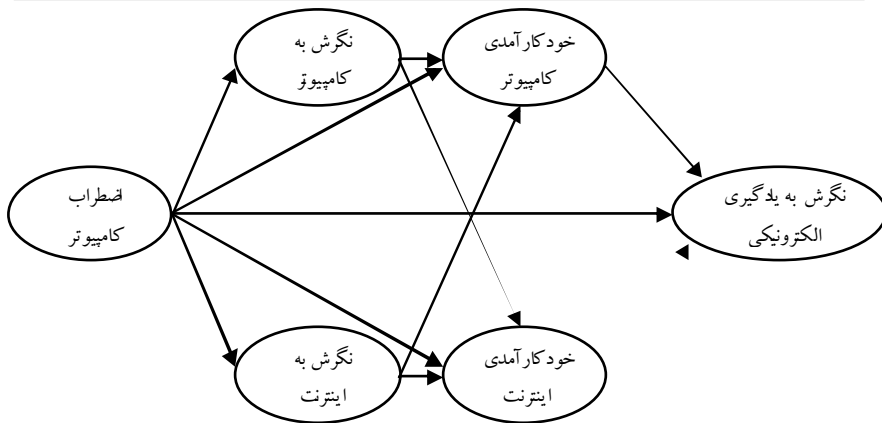 نگرش به
کامپیوتر
خودکارآمدی
کامپیوتر
اضطراب
کامپیوتر
نگرش به یادگیری
الکترونیکی
نگرش به
اینترنت
خودکارآمدی
اینترنت